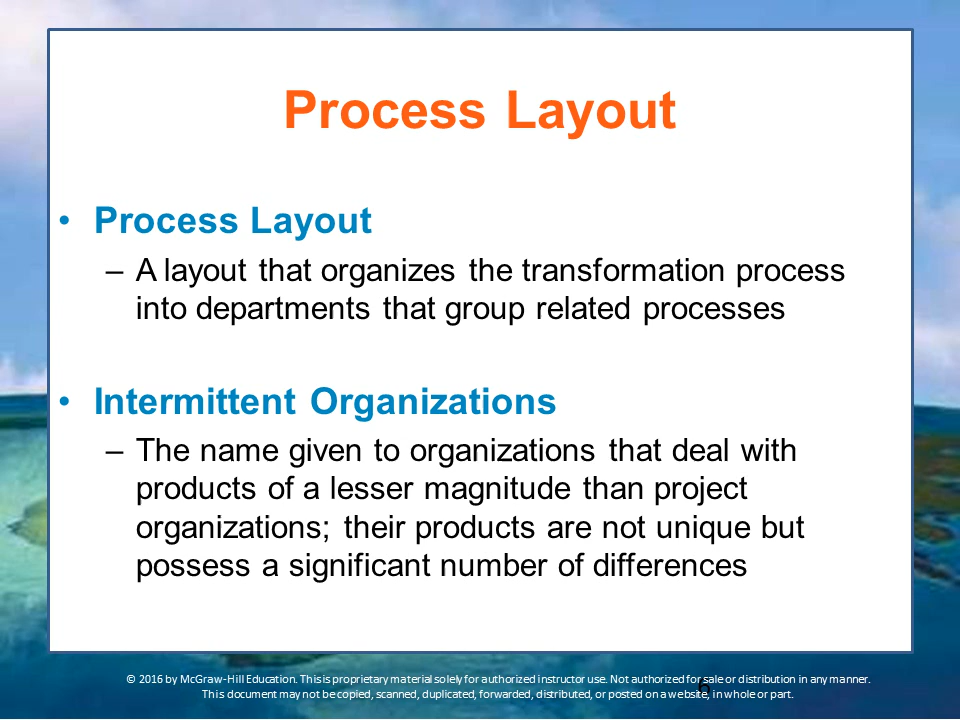 Process Layout
• Process Layout
– A layout that organizes the transformation process
into departments that group related processes
• Intermittent Organizations
– The name given to organizations that deal with
products of a lesser magnitude than project
organizations; their products are not unique but
possess a significant number of differences
© 2016 by McGraw-Hill Education. This is proprietary material solely for authorized instructor use. Not authorized for sale or distribution in any manner.
This document may not be copied, scanned, duplicated, forwarded, distributed, or posted on a website, in whole or part.
6